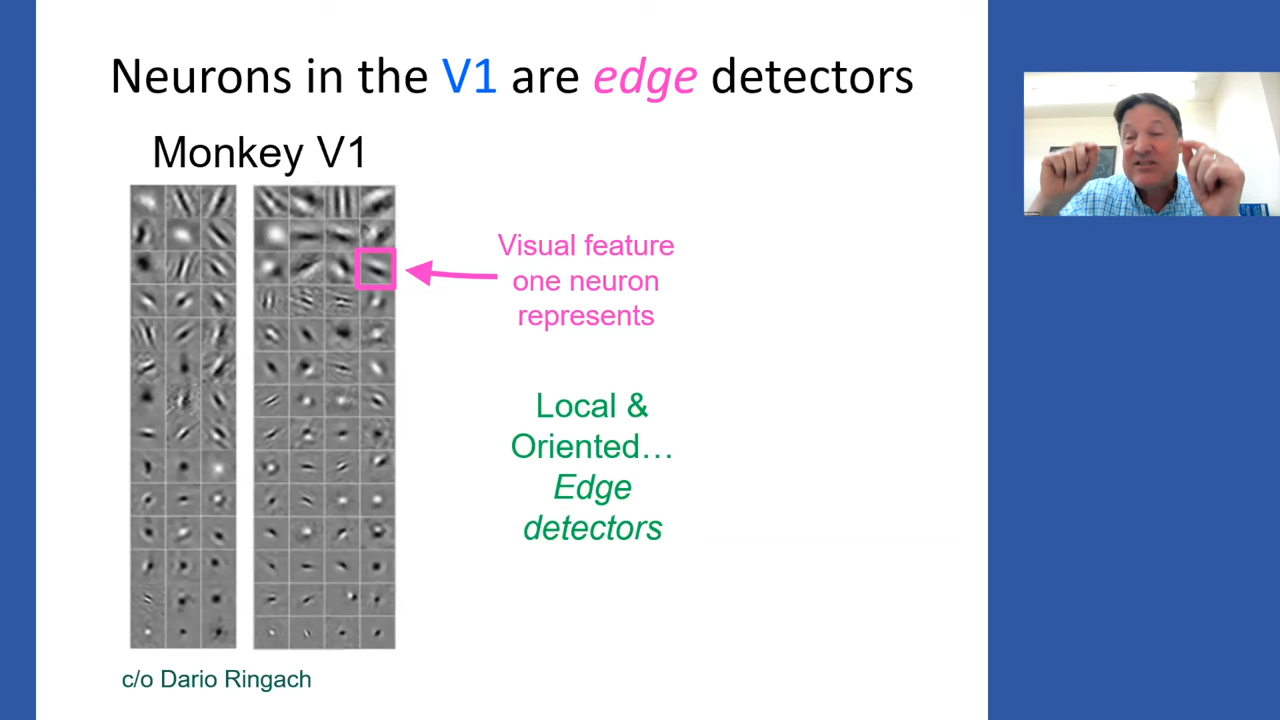 Neurons in the V1 are edge detectors
Monkey V1
Visual feature
one neuron
represents
Local &
Oriented…
Edge
detectors
c/o Dario Ringach